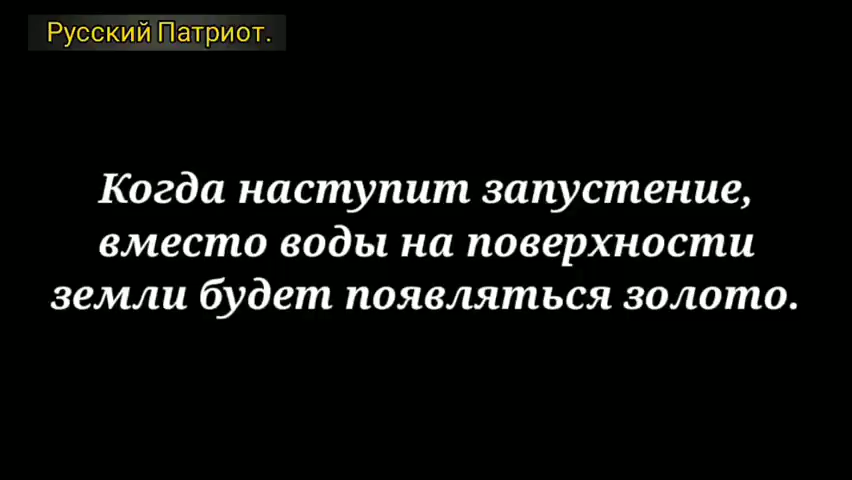 Русский Патриот.
Когда наступит запустение,
вместо воды на поверхности
земли будет появляться золото.